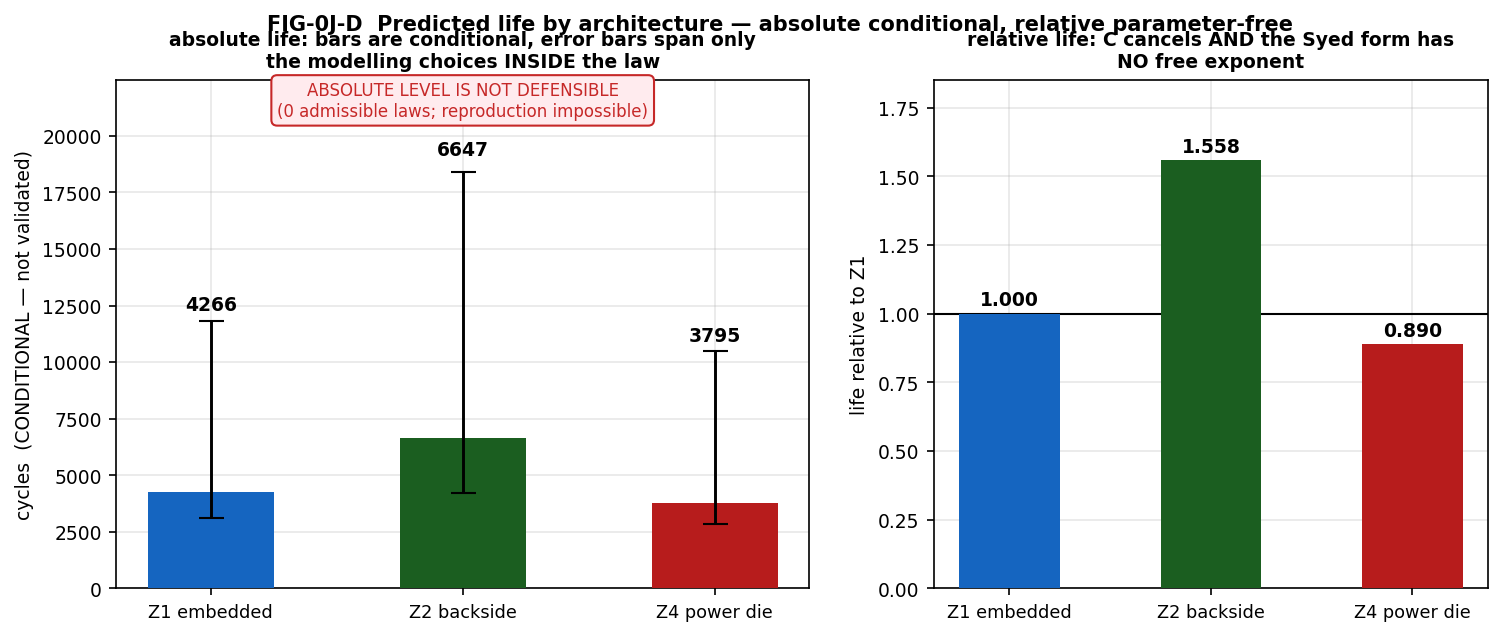 FIG-0J-D  Predicted life by architecture — absolute conditional, relative parameter-free
absolute life: bars are conditional, error bars span only
the modelling choices INSIDE the law
ABSOLUTE LEVEL IS NOT DEFENSIBLE
(0 admissible laws; reproduction impossible)
cycles  (CONDITIONAL — not validated)
20000
17500
15000
12500
10000
7500
5000
2500
0
4266
6647
3795
Z1 embedded
Z2 backside
Z4 power die
relative life: C cancels AND the Syed form has
NO free exponent
life relative to Z1
1.75
1.50
1.25
1.00
0.75
0.50
0.25
0.00
1.000
1.558
0.890
Z1 embedded
Z2 backside
Z4 power die